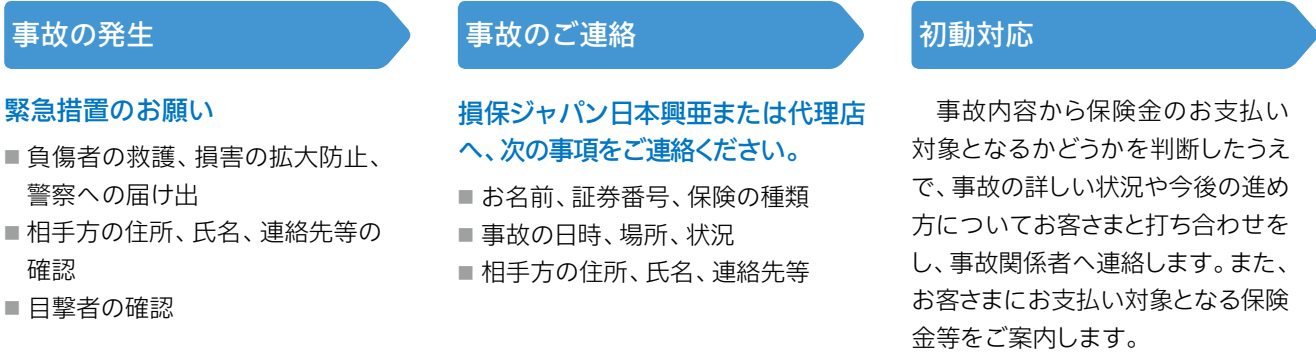 事故の発生
緊急措置のお願い
■ 負傷者の救護、損害の拡大防止、
警察への届け出
■ 相手方の住所、氏名、連絡先等の
確認
■ 目撃者の確認
事故のご連絡
損保ジャパン日本興亜または代理店
へ、次の事項をご連絡ください。
■ お名前、証券番号、保険の種類
■ 事故の日時、場所、状況
■ 相手方の住所、氏名、連絡先等
初動対応
事故内容から保険金のお支払い
対象となるかどうかを判断したうえ
で、事故の詳しい状況や今後の進め
方についてお客さまと打ち合わせを
し、事故関係者へ連絡します。また、
お客さまにお支払い対象となる保険
金等をご案内します。